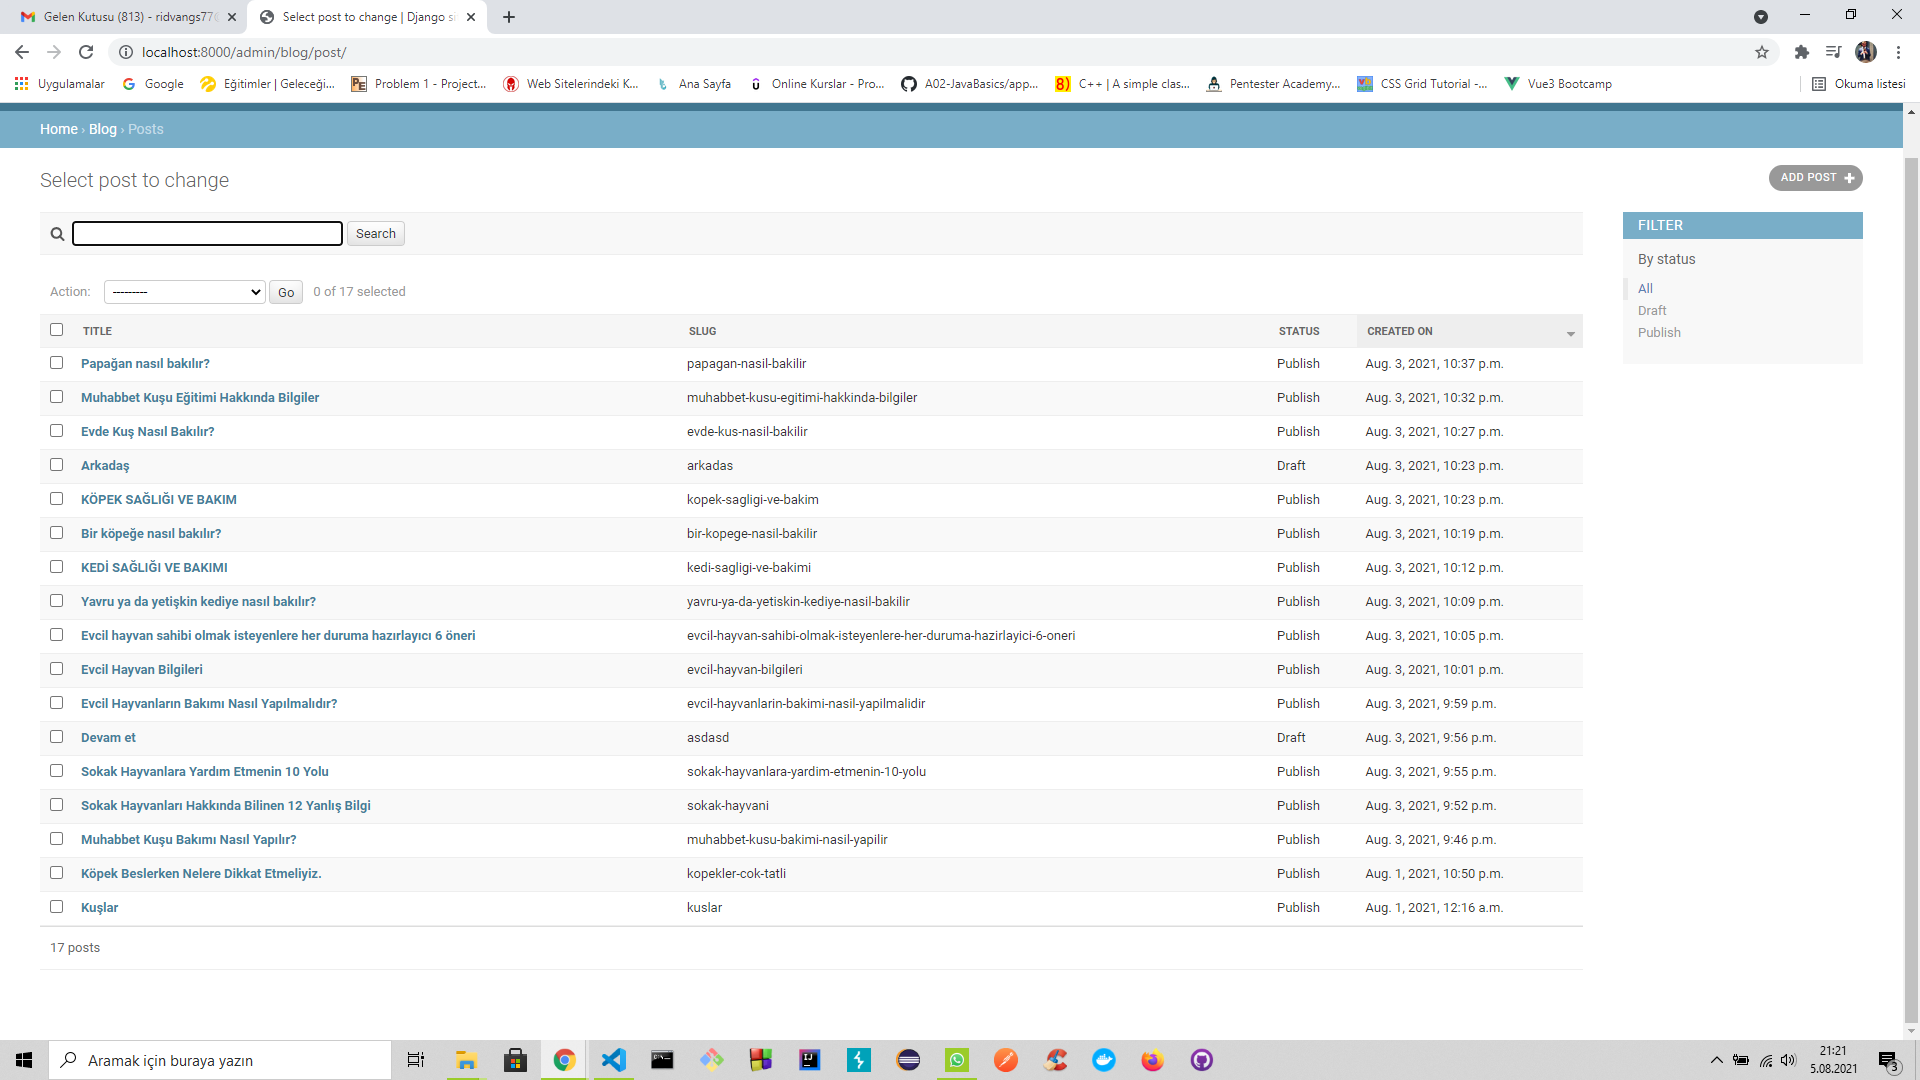 Gelen Kutusu (813) - ridvangs77
Select post to change | Django si
localhost:8000/admin/blog/post/
Uygulamalar
Google
Eğitimler | Geleceği...
Problem 1 - Project...
Web Sitelerindeki K...
Ana Sayfa
Online Kurslar - Pro...
A02-JavaBasics/app...
C++ | A simple clas...
Pentester Academy...
CSS Grid Tutorial -...
Vue3 Bootcamp
Okuma listesi
Home › Blog › Posts
Select post to change
ADD POST +
Search
FILTER
By status
All
Draft
Publish
Action: --------- Go 0 of 17 selected
TITLE SLUG STATUS CREATED ON
Papağan nasıl bakılır? papagan-nasil-bakilir Publish Aug. 3, 2021, 10:37 p.m.
Muhabbet Kuşu Eğitimi Hakkında Bilgiler muhabbet-kusu-egitimi-hakkinda-bilgiler Publish Aug. 3, 2021, 10:32 p.m.
Evde Kuş Nasıl Bakılır? evde-kus-nasil-bakilir Publish Aug. 3, 2021, 10:27 p.m.
Arkadaş arkadas Draft Aug. 3, 2021, 10:23 p.m.
KÖPEK SAĞLIĞI VE BAKIM kopek-sagligi-ve-bakim Publish Aug. 3, 2021, 10:23 p.m.
Bir köpeğe nasıl bakılır? bir-kopege-nasil-bakilir Publish Aug. 3, 2021, 10:19 p.m.
KEDİ SAĞLIĞI VE BAKIMI kedi-sagligi-ve-bakimi Publish Aug. 3, 2021, 10:12 p.m.
Yavru ya da yetişkin kediye nasıl bakılır? yavru-ya-da-yetiskin-kediye-nasil-bakilir Publish Aug. 3, 2021, 10:09 p.m.
Evcil hayvan sahibi olmak isteyenlere her duruma hazırlayıcı 6 öneri evcil-hayvan-sahibi-olmak-isteyenlere-her-duruma-hazirlayici-6-oneri Publish Aug. 3, 2021, 10:05 p.m.
Evcil Hayvan Bilgileri evcil-hayvan-bilgileri Publish Aug. 3, 2021, 10:01 p.m.
Evcil Hayvanların Bakımı Nasıl Yapılmalıdır? evcil-hayvanlarin-bakimi-nasil-yapilmalidir Publish Aug. 3, 2021, 9:59 p.m.
Devam et asdasd Draft Aug. 3, 2021, 9:56 p.m.
Sokak Hayvanlara Yardım Etmenin 10 Yolu sokak-hayvanlara-yardim-etmenin-10-yolu Publish Aug. 3, 2021, 9:55 p.m.
Sokak Hayvanları Hakkında Bilinen 12 Yanlış Bilgi sokak-hayvani Publish Aug. 3, 2021, 9:52 p.m.
Muhabbet Kuşu Bakımı Nasıl Yapılır? muhabbet-kusu-bakimi-nasil-yapilir Publish Aug. 3, 2021, 9:46 p.m.
Köpek Beslerken Nelere Dikkat Etmeliyiz. kopekler-cok-tatli Publish Aug. 1, 2021, 10:50 p.m.
Kuşlar kuslar Publish Aug. 1, 2021, 12:16 a.m.
17 posts
Aramak için buraya yazın
21:21
5.08.2021
3